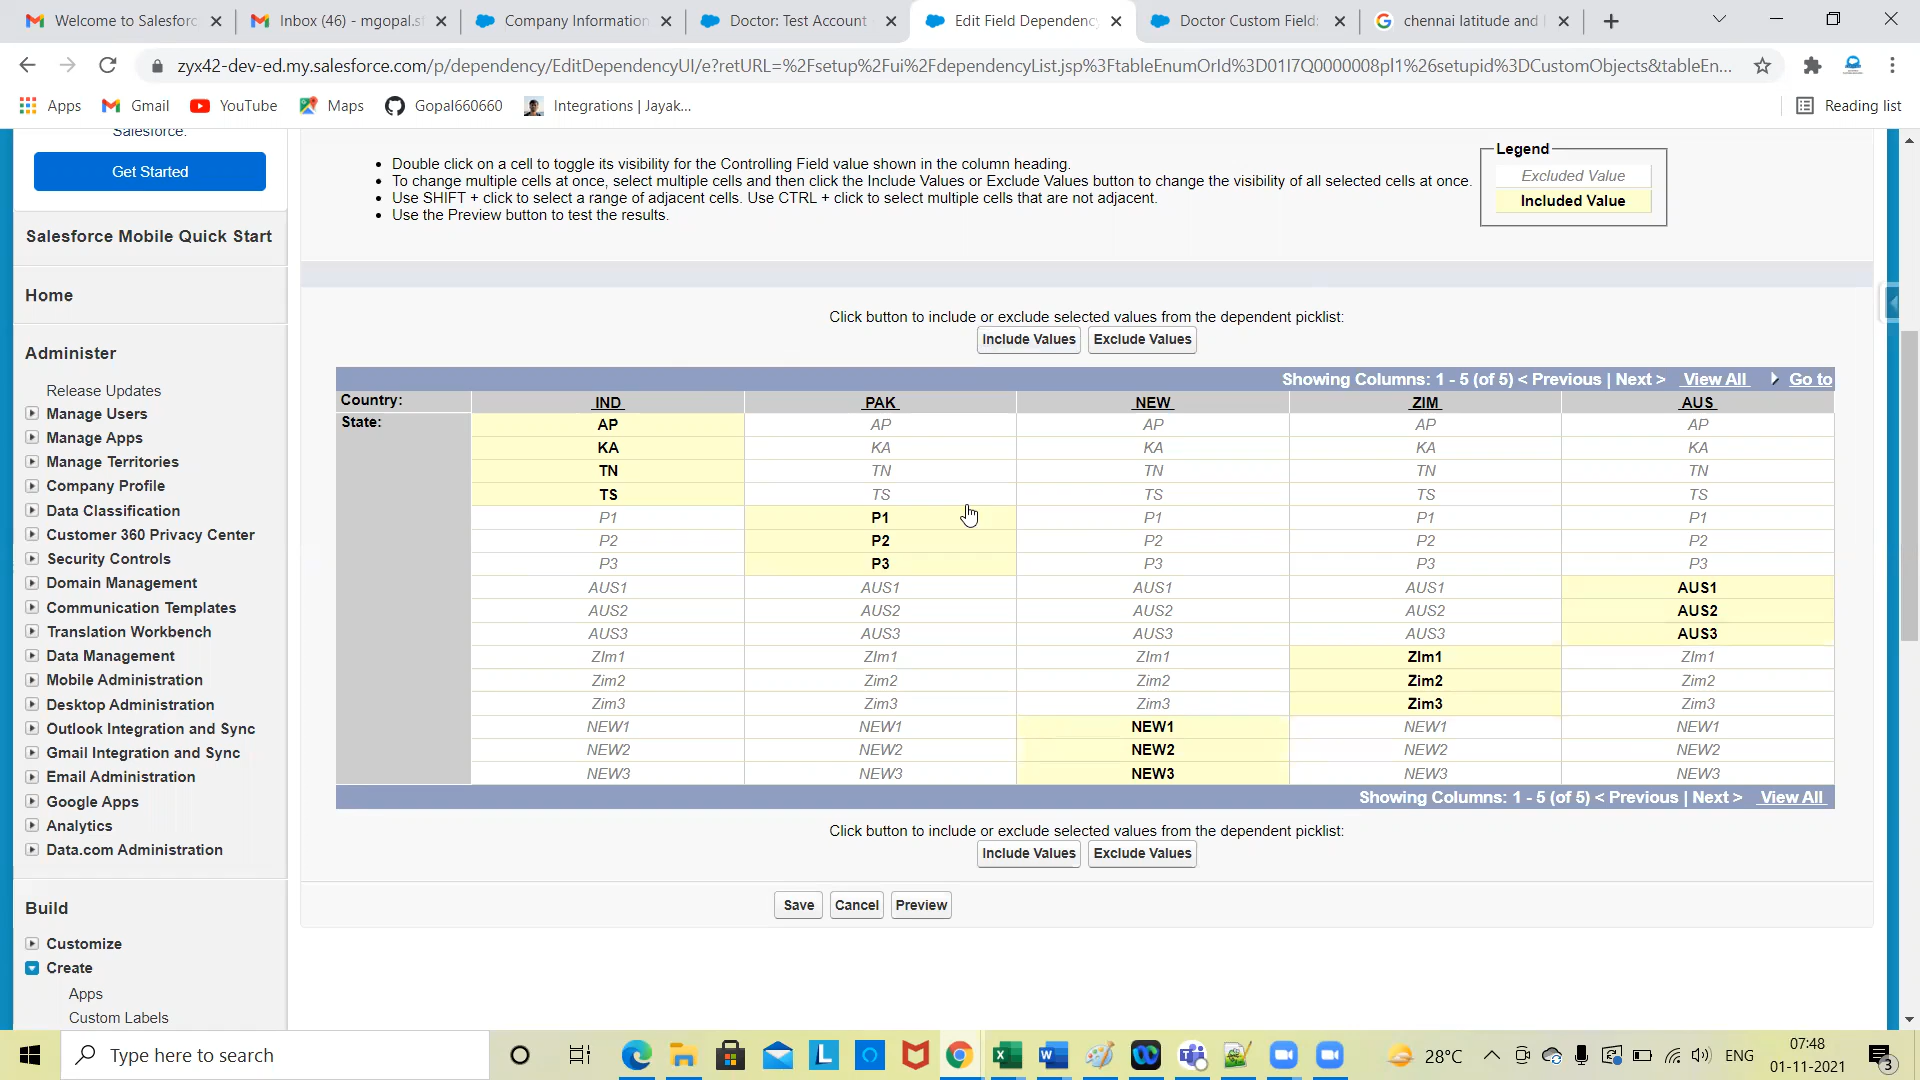 Welcome to Salesforc
Inbox (46) - mgopal.s
Company Information
Doctor: Test Account
Edit Field Dependenc
Doctor Custom Field:
chennai latitude and
zyx42-dev-ed.my.salesforce.com/p/dependency/EditDependencyUI/e?retURL=%2Fsetup%2Fui%2FdependencyList.jsp%3FtableEnumOrId%3D01I7Q0000008pl1%26setupid%3DCustomObjects&tableEn...
Apps
Gmail
YouTube
Maps
Gopal660660
Integrations | Jayak...
Reading list
Salesforce.
Get Started
Salesforce Mobile Quick Start
Home
Administer
Release Updates
Manage Users
Manage Apps
Manage Territories
Company Profile
Data Classification
Customer 360 Privacy Center
Security Controls
Domain Management
Communication Templates
Translation Workbench
Data Management
Mobile Administration
Desktop Administration
Outlook Integration and Sync
Gmail Integration and Sync
Email Administration
Google Apps
Analytics
Data.com Administration
Build
Customize
Create
Apps
Custom Labels
• Double click on a cell to toggle its visibility for the Controlling Field value shown in the column heading.
• To change multiple cells at once, select multiple cells and then click the Include Values or Exclude Values button to change the visibility of all selected cells at once.
• Use SHIFT + click to select a range of adjacent cells. Use CTRL + click to select multiple cells that are not adjacent.
• Use the Preview button to test the results.
Legend
Excluded Value
Included Value
Click button to include or exclude selected values from the dependent picklist:
Include Values Exclude Values
Showing Columns: 1 - 5 (of 5) < Previous | Next > View All Go to
Country: IND PAK NEW ZIM AUS
State: AP AP AP AP AP
KA KA KA KA KA
TN TN TN TN TN
TS TS TS TS TS
P1 P1 P1 P1 P1
P2 P2 P2 P2 P2
P3 P3 P3 P3 P3
AUS1 AUS1 AUS1 AUS1 AUS1
AUS2 AUS2 AUS2 AUS2 AUS2
AUS3 AUS3 AUS3 AUS3 AUS3
ZIm1 ZIm1 ZIm1 ZIm1 ZIm1
Zim2 Zim2 Zim2 Zim2 Zim2
Zim3 Zim3 Zim3 Zim3 Zim3
NEW1 NEW1 NEW1 NEW1 NEW1
NEW2 NEW2 NEW2 NEW2 NEW2
NEW3 NEW3 NEW3 NEW3 NEW3
Showing Columns: 1 - 5 (of 5) < Previous | Next > View All
Click button to include or exclude selected values from the dependent picklist:
Include Values Exclude Values
Save Cancel Preview
Type here to search
28°C
ENG
07:48
01-11-2021
3